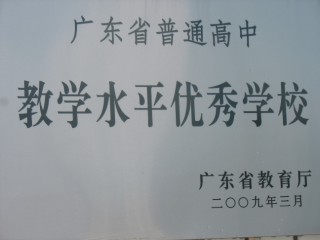 广东省普通高中
教学水平优秀学校
广东省教育厅
二〇〇九年三月